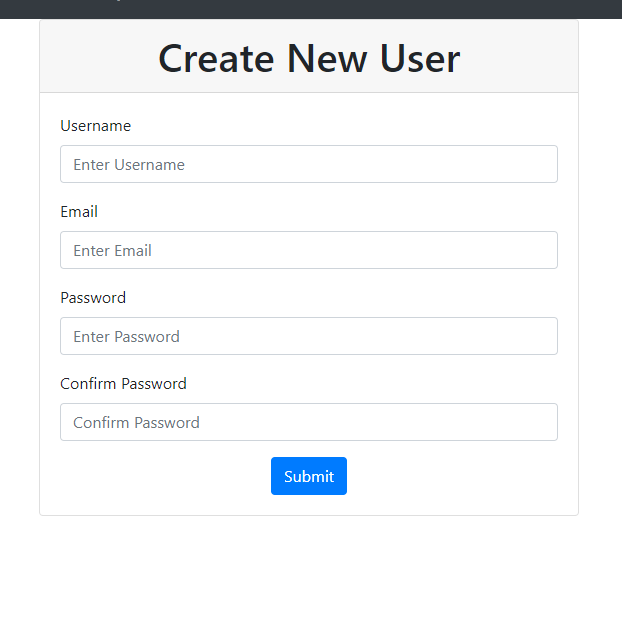 Create New User
Username
Enter Username
Email
Enter Email
Password
Enter Password
Confirm Password
Confirm Password
Submit